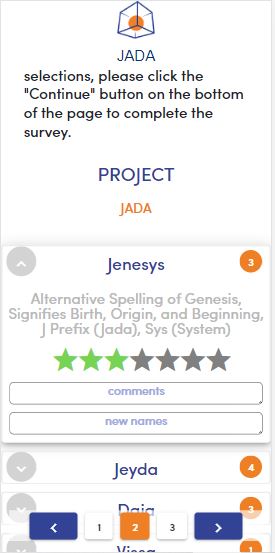 JADA
selections, please click the
"Continue" button on the bottom
of the page to complete the
survey.
PROJECT
JADA
Jenesys
3
Alternative Spelling of Genesis,
Signifies Birth, Origin, and Beginning,
J Prefix (Jada), Sys (System)
comments
new names
Jeyda
4
Daia
3
1
2
3
1